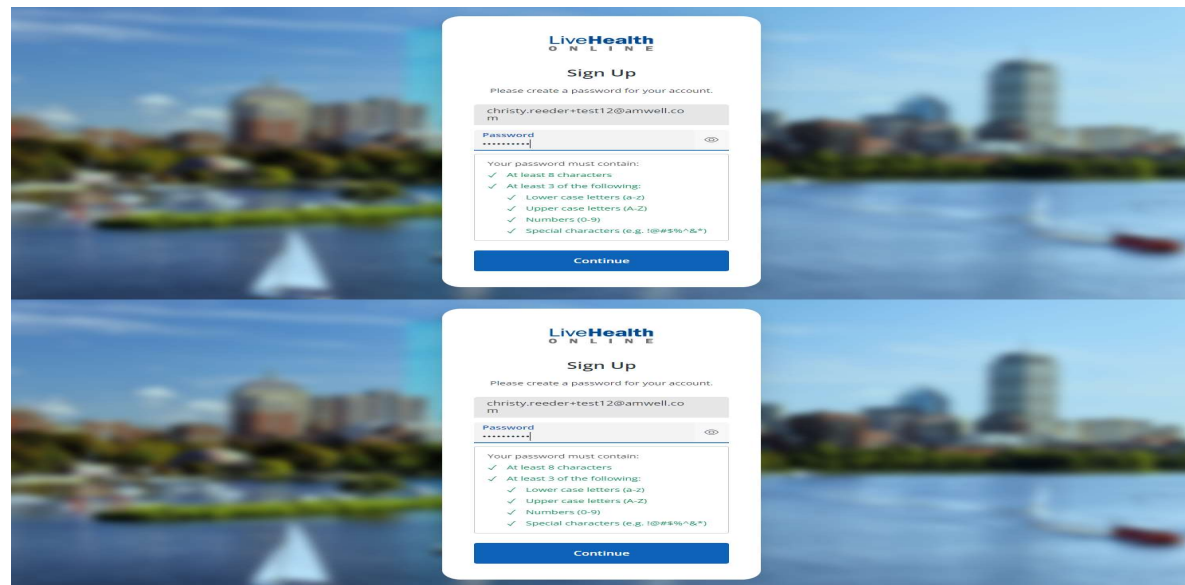 LiveHealth
ONLINE
Sign Up
Please create a password for your account.
christy.reeder+test12@amwell.co
m
Password
••••••••••
Your password must contain:
✓ At least 8 characters
✓ At least 3 of the following:
✓ Lower case letters (a-z)
✓ Upper case letters (A-Z)
✓ Numbers (0-9)
✓ Special characters (e.g. !@#$%^&*)
Continue
LiveHealth
ONLINE
Sign Up
Please create a password for your account.
christy.reeder+test12@amwell.co
m
Password
••••••••••
Your password must contain:
✓ At least 8 characters
✓ At least 3 of the following:
✓ Lower case letters (a-z)
✓ Upper case letters (A-Z)
✓ Numbers (0-9)
✓ Special characters (e.g. !@#$%^&*)
Continue